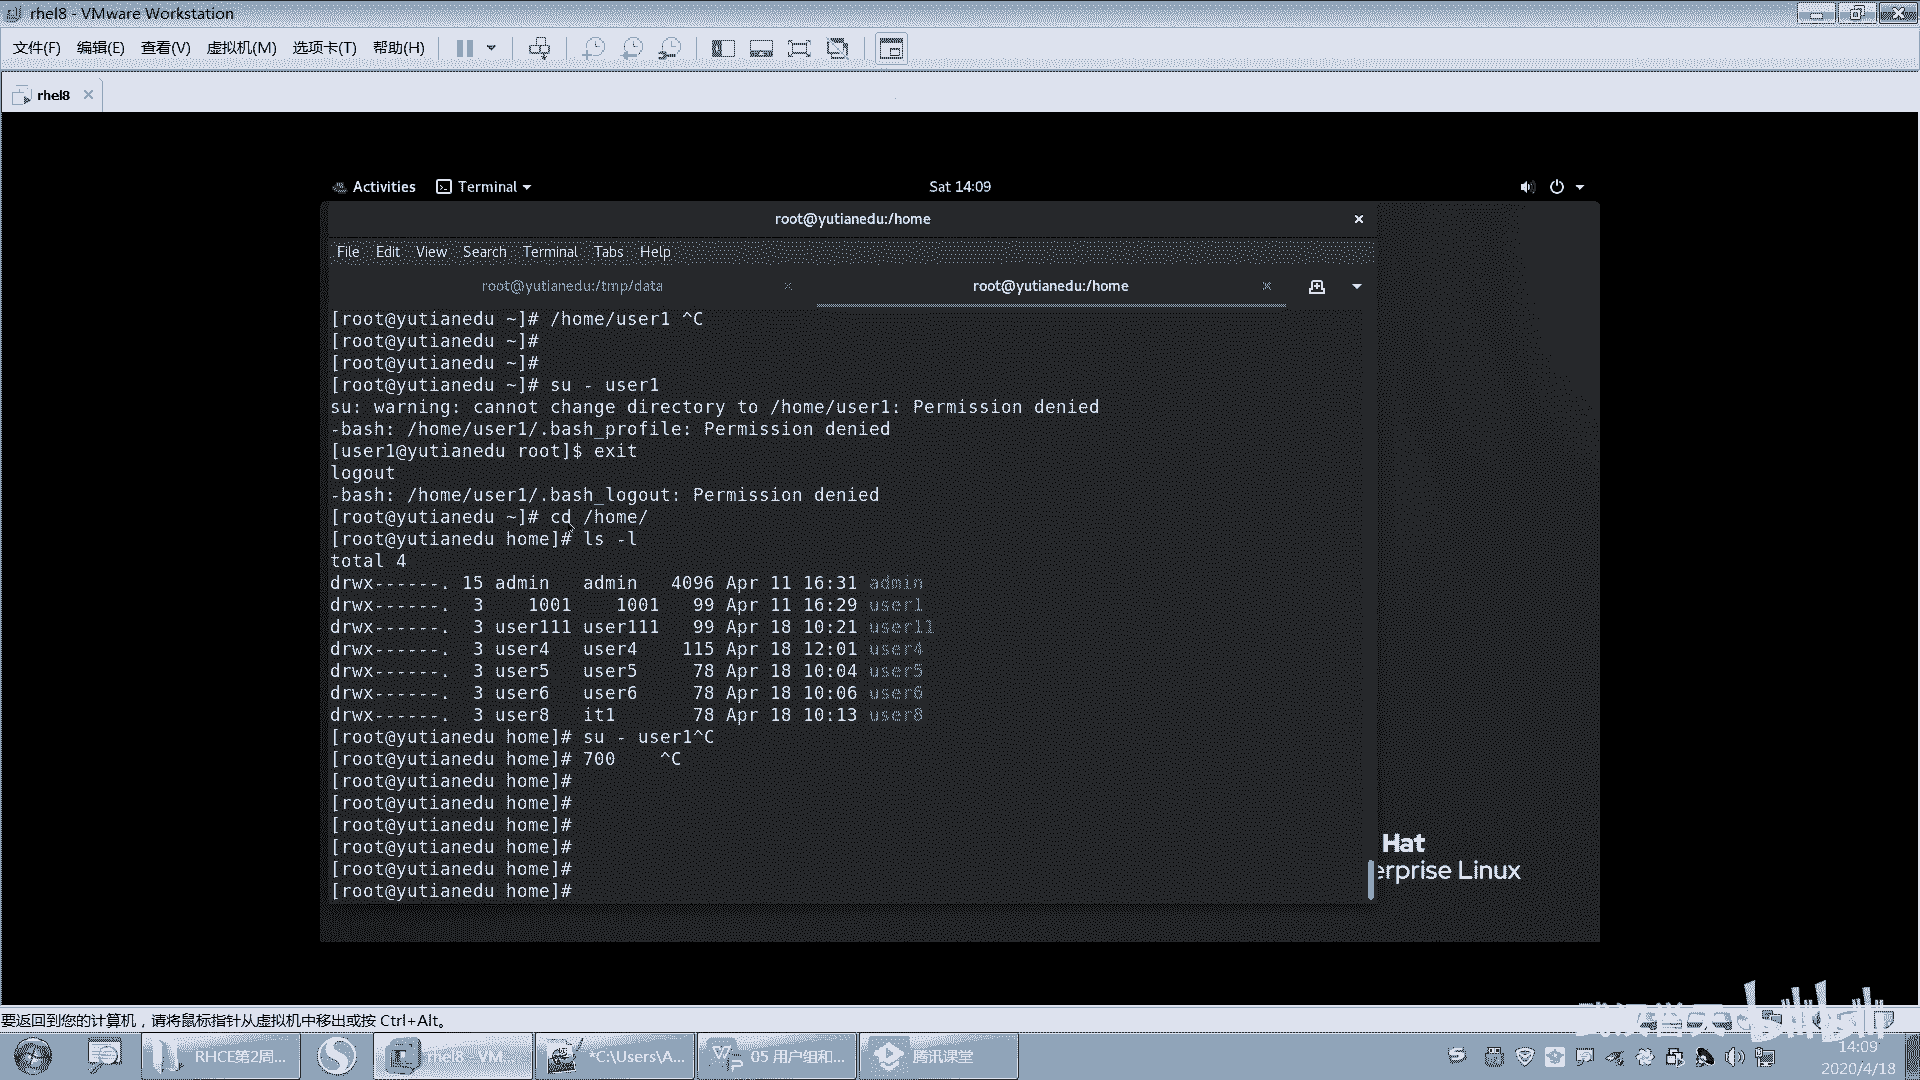 rhel8 - VMware Workstation
文件(F) 编辑(E) 查看(V) 虚拟机(M) 选项卡(T) 帮助(H)
rhel8
Activities Terminal Sat 14:09
root@yutianedu:/home
File Edit View Search Terminal Tabs Help
root@yutianedu:/tmp/data root@yutianedu:/home
[root@yutianedu ~]# /home/user1 ^C
[root@yutianedu ~]#
[root@yutianedu ~]#
[root@yutianedu ~]# su - user1
su: warning: cannot change directory to /home/user1: Permission denied
-bash: /home/user1/.bash_profile: Permission denied
[user1@yutianedu root]$ exit
logout
-bash: /home/user1/.bash_logout: Permission denied
[root@yutianedu ~]# cd /home/
[root@yutianedu home]# ls -l
total 4
drwx------. 15 admin admin 4096 Apr 11 16:31 admin
drwx------. 3 1001 1001 99 Apr 11 16:29 user1
drwx------. 3 user111 user111 99 Apr 18 10:21 user11
drwx------. 3 user4 user4 115 Apr 18 12:01 user4
drwx------. 3 user5 user5 78 Apr 18 10:04 user5
drwx------. 3 user6 user6 78 Apr 18 10:06 user6
drwx------. 3 user8 it1 78 Apr 18 10:13 user8
[root@yutianedu home]# su - user1^C
[root@yutianedu home]# 700 ^C
[root@yutianedu home]#
[root@yutianedu home]#
[root@yutianedu home]#
[root@yutianedu home]#
[root@yutianedu home]#
[root@yutianedu home]#
Hat
erprise Linux
要返回到您的计算机，请将鼠标指针从虚拟机中移出或按 Ctrl+Alt。
RHCE第2周... rhel8 - VM... *C:\Users\A... 05 用户组和... 腾讯课堂
14:09
2020/4/18